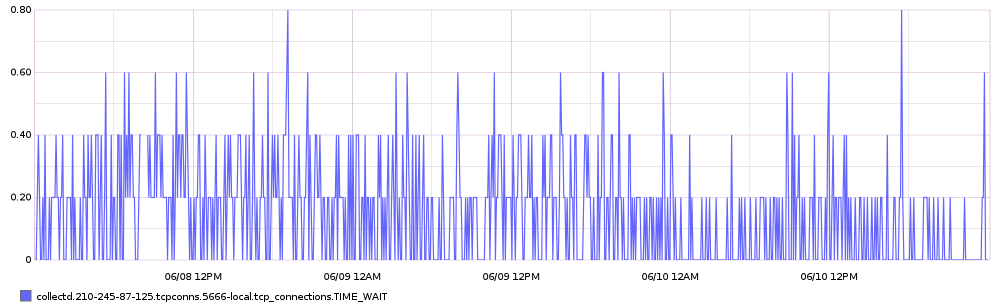 0.80
0.60
0.40
0.20
0
06/08 12PM 06/09 12AM 06/09 12PM 06/10 12AM 06/10 12PM
collectd.210-245-87-125.tcpconns.5666-local.tcp_connections.TIME_WAIT